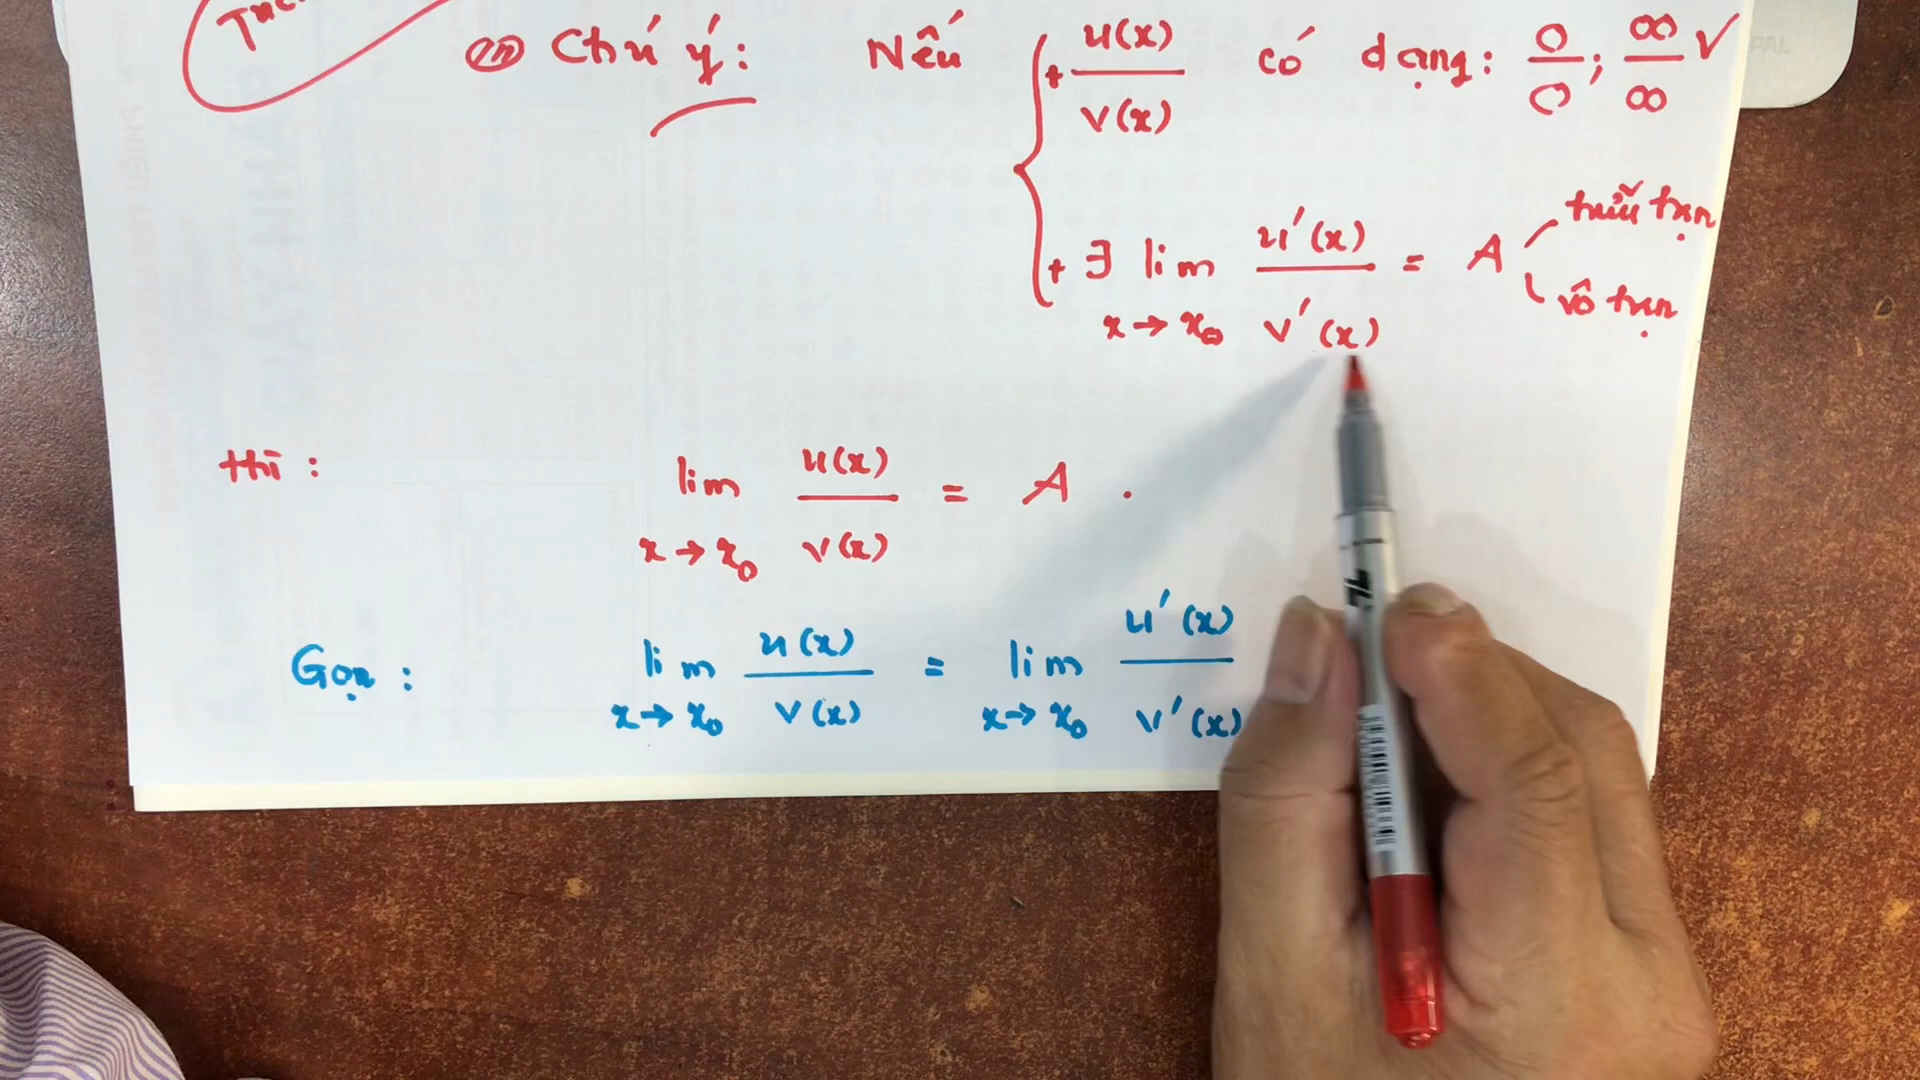 Chú ý: Nếu
+ u(x)/v(x) có dạng: 0/0; ∞/∞ ✓
+ ∃ lim x→x₀ u'(x)/v'(x) = A
hữu hạn
vô hạn
thì: lim x→x₀ u(x)/v(x) = A .
Gọn: lim x→x₀ u(x)/v(x) = lim x→x₀ u'(x)/v'(x)